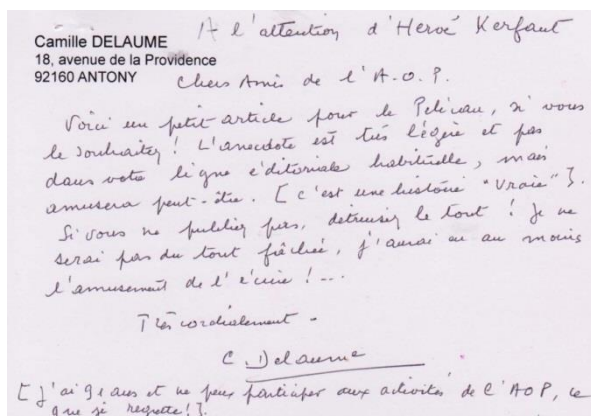 A l'attention d'Hervé Kerfant
Camille DELAUME
18, avenue de la Providence
92160 ANTONY
Chers Amis de l'A.O.P.
Voici un petit article pour le Pélican, si vous
le souhaitez ! L'anecdote est très légère et pas
dans votre ligne éditoriale habituelle, mais
amusera peut-être. [ c'est une histoire "vraie" ].
Si vous ne publiez pas, détruisez le tout ! Je ne
serai pas du tout fâchée, j'aurai eu au moins
l'amusement de l'écrire !...
Très cordialement -
C. Delaume
[ J'ai ans et ne peux participer aux activités de l'AOP, ce
que je regrette ! ].